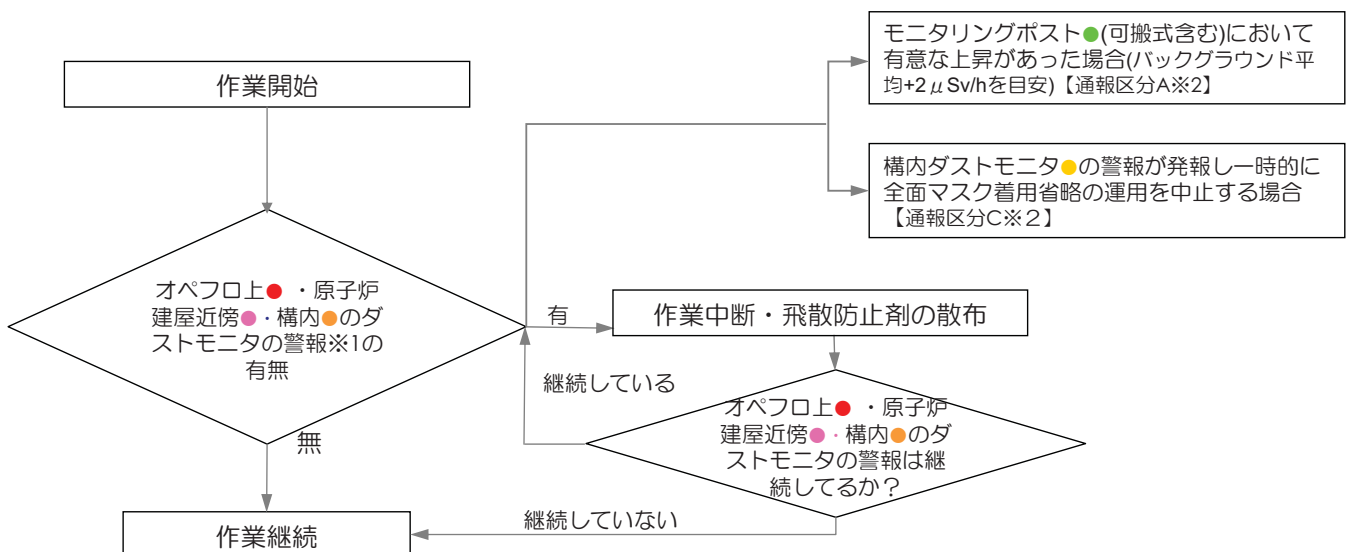 モニタリングポスト●(可搬式含む)において
有意な上昇があった場合(バックグラウンド平
均+2μSv/hを目安)【通報区分A※2】
作業開始
構内ダストモニタ●の警報が発報し一時的に
全面マスク着用省略の運用を中止する場合
【通報区分C※2】
オペフロ上● ・原子炉
建屋近傍●・構内●のダ
ストモニタの警報※1の
有無
有
作業中断・飛散防止剤の散布
継続している
オペフロ上● ・原子炉
建屋近傍●・構内●のダ
ストモニタの警報は継
続してるか?
無
継続していない
作業継続